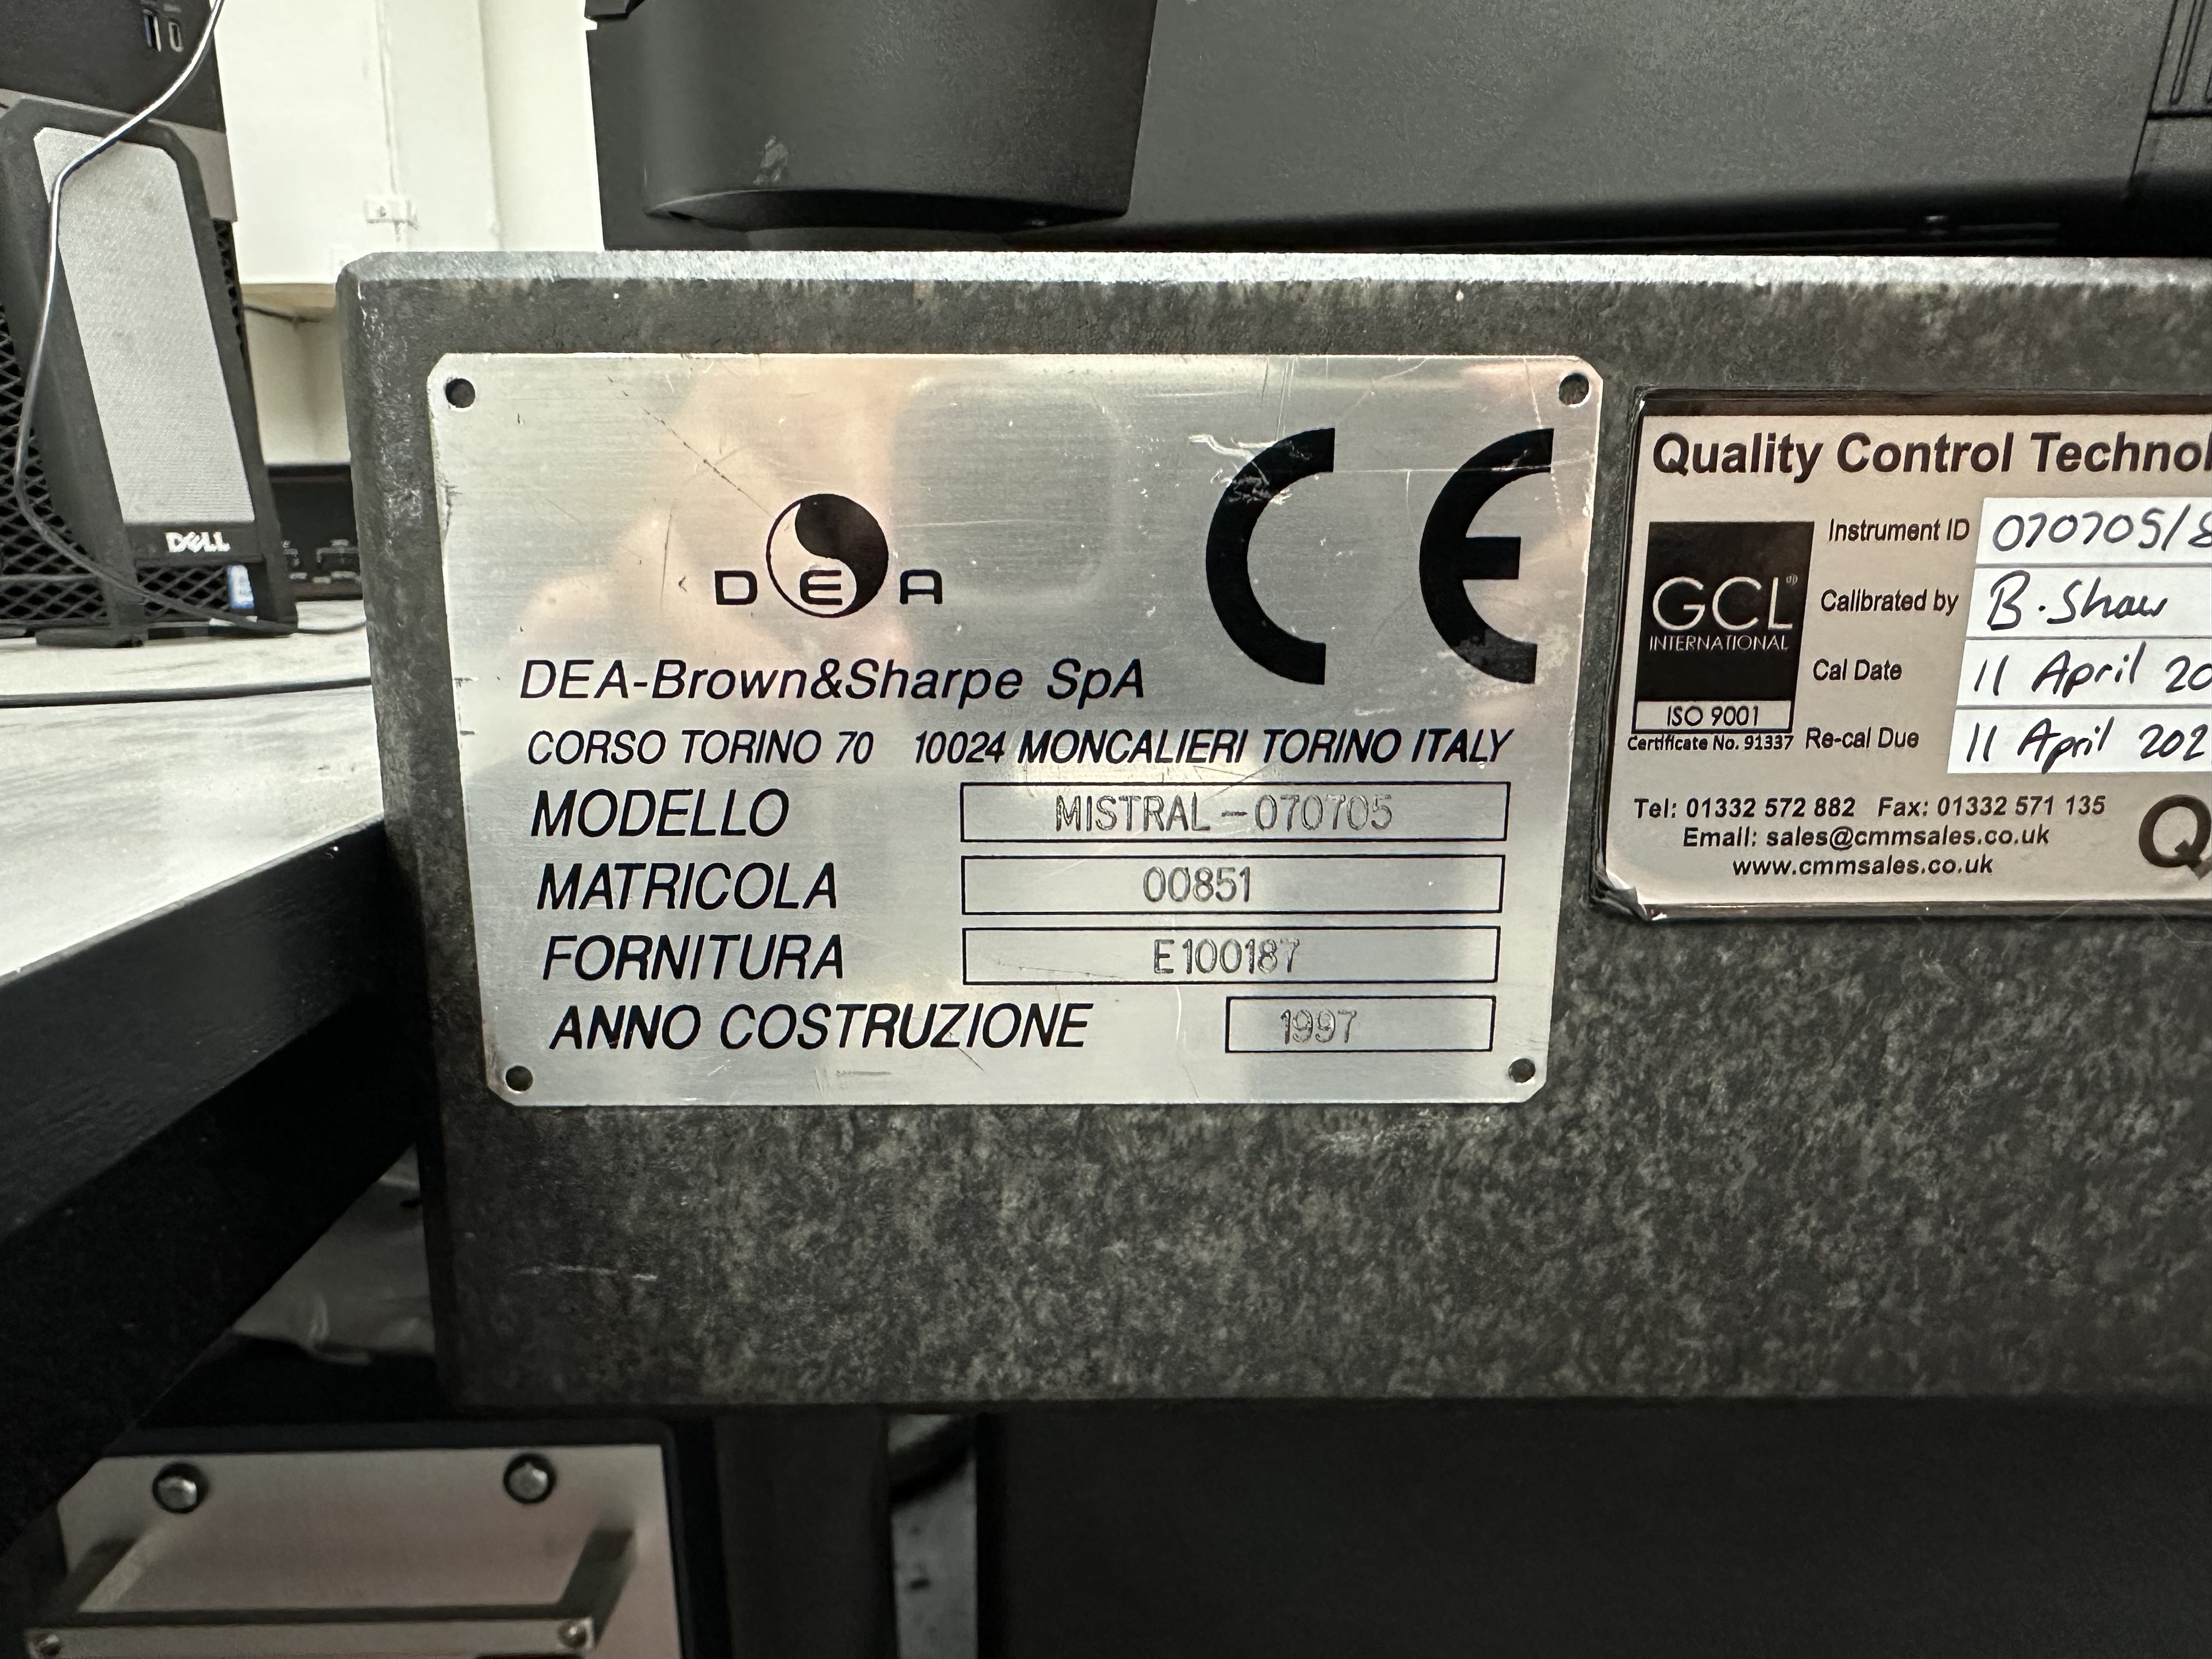 DELL
DEA
CE
DEA-Brown&Sharpe SpA
CORSO TORINO 70 10024 MONCALIERI TORINO ITALY
MODELLO MISTRAL-070705
MATRICOLA 00851
FORNITURA E100187
ANNO COSTRUZIONE 1997
Quality Control
GCL
INTERNATIONAL
ISO 9001
Certificate No. 91337
Instrument ID
Calibrated by B. Shaw
Cal Date 11 April
Re-cal Due 11 April
Tel: 01332 572 882 Fax: 01332 571 135
Email: sales@cmmsales.co.uk
www.cmmsales.co.uk